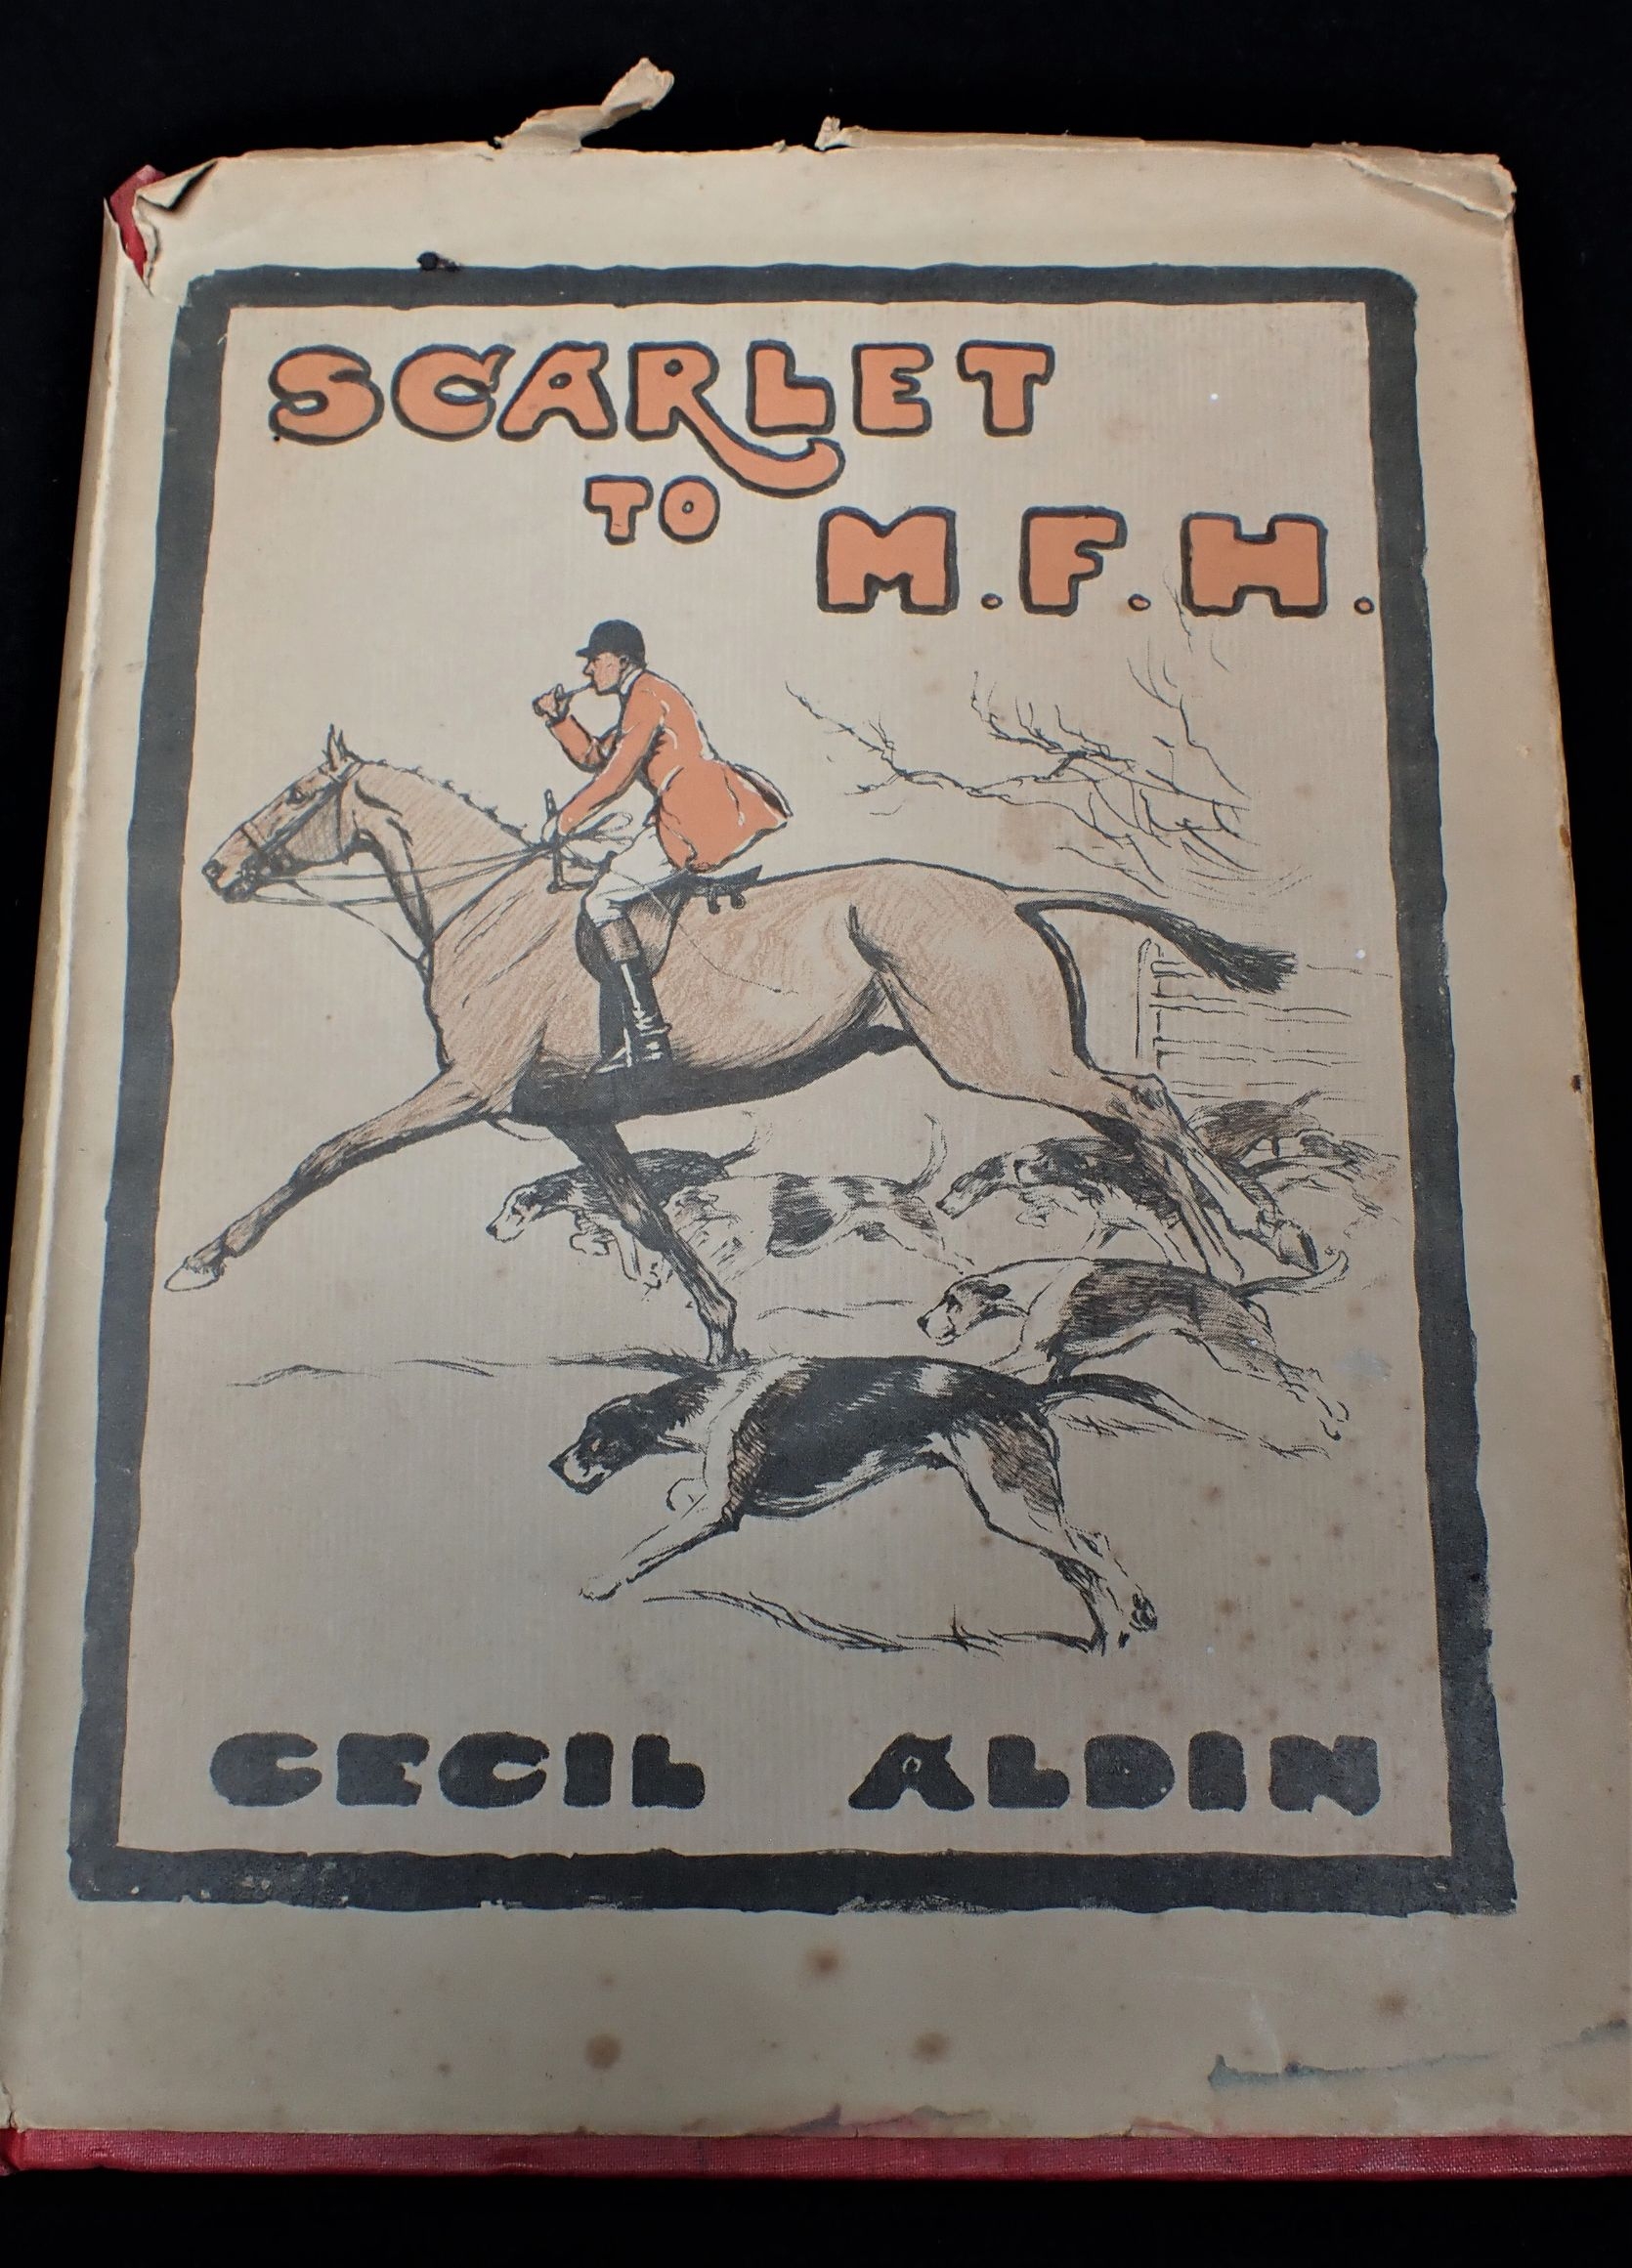 SCARLET
TO
M.F.H.
CECIL ALDIN